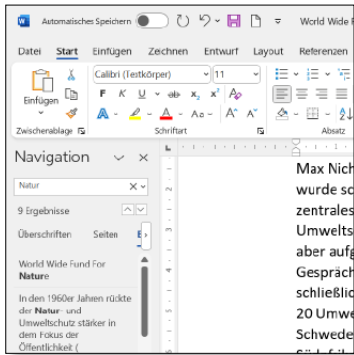 Automatisches Speichern
World Wide F
Datei Start Einfügen Zeichnen Entwurf Layout Referenzen
Calibri (Textkörper) 11
Einfügen
F K U ab x₂ x² A
A A Aa A A
Zwischenablage Schriftart Absatz
Navigation
Natur
9 Ergebnisse
Überschriften Seiten E
World Wide Fund For
Nature
In den 1960er Jahren rückte
der Natur- und
Umweltschutz stärker in
dem Fokus der
Öffentlichkeit (
Max Nich
wurde sc
zentrales
Umwelts
aber aufg
Gespräch
schließlic
20 Umwe
Schwede